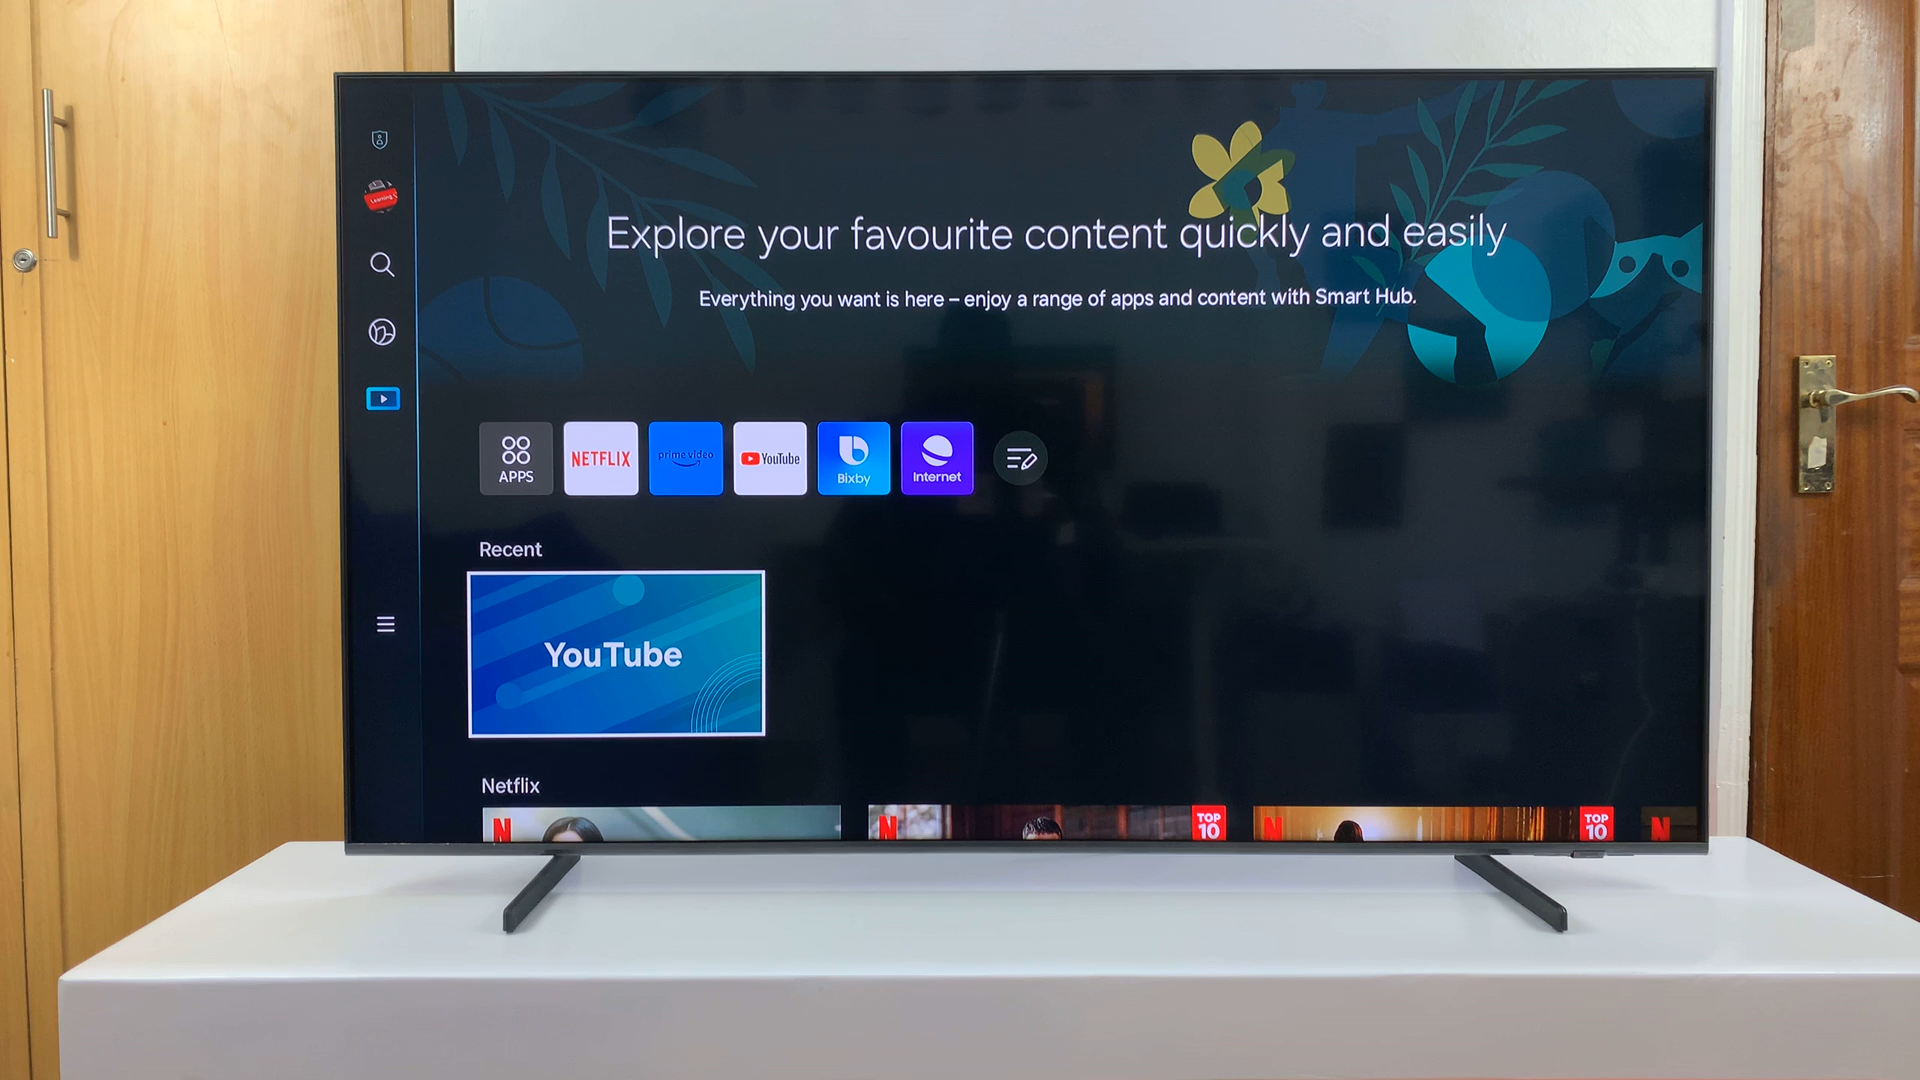 Learning
Explore your favourite content quickly and easily
Everything you want is here – enjoy a range of apps and content with Smart Hub.
APPS
NETFLIX
prime video
YouTube
Bixby
Internet
Recent
YouTube
Netflix
N
N
TOP
10
N
TOP
10
N